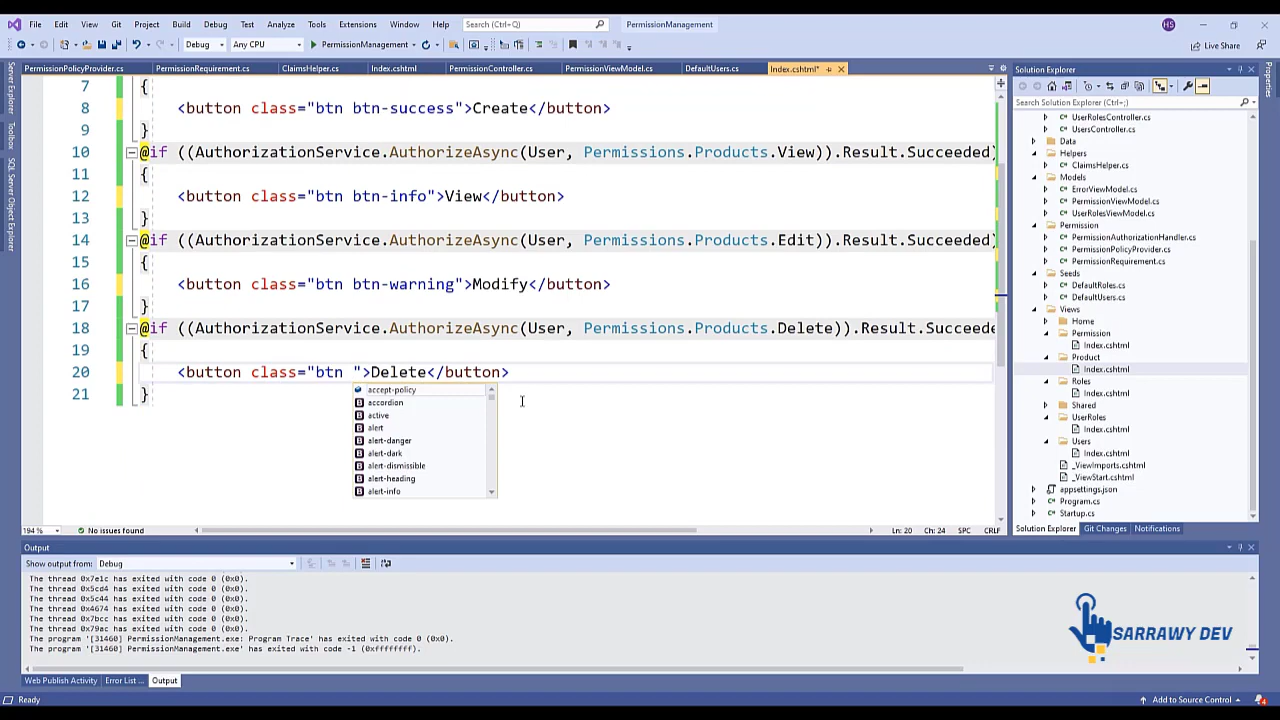 File Edit View Git Project Build Debug Test Analyze Tools Extensions Window Help Search (Ctrl+Q) PermissionManagement HS
Debug Any CPU PermissionManagement Live Share
PermissionPolicyProvider.cs PermissionRequirement.cs ClaimsHelper.cs Index.cshtml PermissionController.cs PermissionViewModel.cs DefaultUsers.cs Index.cshtml*
Server Explorer
Toolbox
SQL Server Object Explorer
7 {
8 <button class="btn btn-success">Create</button>
9 }
10 @if ((AuthorizationService.AuthorizeAsync(User, Permissions.Products.View)).Result.Succeeded)
11 {
12 <button class="btn btn-info">View</button>
13 }
14 @if ((AuthorizationService.AuthorizeAsync(User, Permissions.Products.Edit)).Result.Succeeded)
15 {
16 <button class="btn btn-warning">Modify</button>
17 }
18 @if ((AuthorizationService.AuthorizeAsync(User, Permissions.Products.Delete)).Result.Succeede
19 {
20 <button class="btn ">Delete</button>
21 }
accept-policy
accordion
active
alert
alert-danger
alert-dark
alert-dismissible
alert-heading
alert-info
194 % No issues found Ln: 20 Ch: 24 SPC CRLF
Solution Explorer
Search Solution Explorer (Ctrl+;)
UserRolesController.cs
UsersController.cs
Data
Helpers
ClaimsHelper.cs
Models
ErrorViewModel.cs
PermissionViewModel.cs
UserRolesViewModel.cs
Permission
PermissionAuthorizationHandler.cs
PermissionPolicyProvider.cs
PermissionRequirement.cs
Seeds
DefaultRoles.cs
DefaultUsers.cs
Views
Home
Permission
Index.cshtml
Product
Index.cshtml
Roles
Index.cshtml
Shared
UserRoles
Index.cshtml
Users
Index.cshtml
_ViewImports.cshtml
_ViewStart.cshtml
appsettings.json
Program.cs
Startup.cs
Solution Explorer Git Changes Notifications
Properties
Output
Show output from: Debug
The thread 0x7e1c has exited with code 0 (0x0).
The thread 0x5cd4 has exited with code 0 (0x0).
The thread 0x5c44 has exited with code 0 (0x0).
The thread 0x4674 has exited with code 0 (0x0).
The thread 0x7bcc has exited with code 0 (0x0).
The thread 0x79ac has exited with code 0 (0x0).
The program '[31460] PermissionManagement.exe: Program Trace' has exited with code 0 (0x0).
The program '[31460] PermissionManagement.exe' has exited with code -1 (0xffffffff).
SARRAWY DEV
Web Publish Activity Error List ... Output
Ready Add to Source Control 4